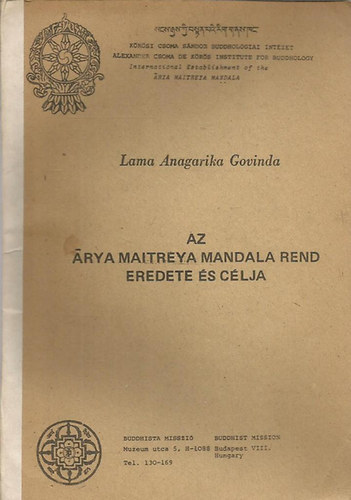 KŐRÖSI CSOMA SÁNDOR BUDDHOLOGIAI INTÉZET
ALEXANDER CSOMA DE KÖRÖS INSTITUTE FOR BUDDHOLOGY
International Establishment of the
ĀRYA MAITREYA MANDALA
Lama Anagarika Govinda
AZ
ĀRYA MAITREYA MANDALA REND
EREDETE ÉS CÉLJA
BUDDHISTA MISSZIÓ BUDDHIST MISSION
Muzeum utca 5, H-1088 Budapest VIII.
Hungary
Tel. 130-169